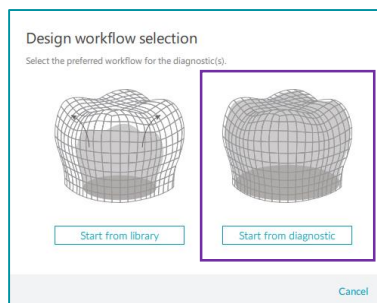 Design workflow selection
Select the preferred workflow for the diagnostic(s).
Start from library
Start from diagnostic
Cancel